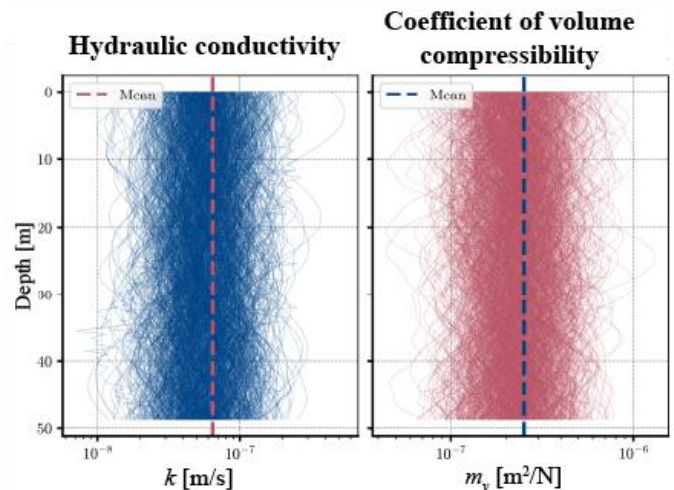 Hydraulic conductivity
Coefficient of volume
compressibility
Mean
Mean
0
10
20
30
40
50
Depth [m]
10⁻⁸
10⁻⁷
10⁻⁷
10⁻⁶
k [m/s]
mᵥ [m²/N]